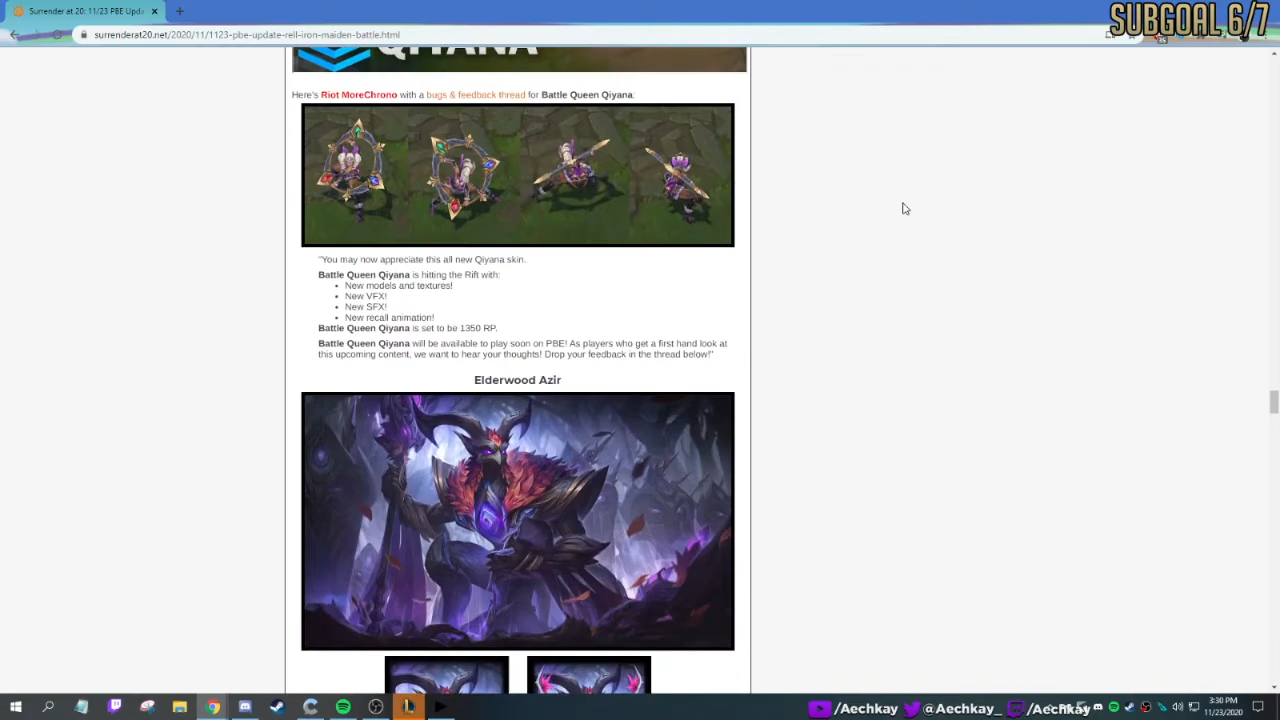 SUBGOAL 6/7
Surrender at 20: 11/23 PBE Upda
surrenderat20.net/2020/11/1123-pbe-update-rell-iron-maiden-battle.html
QIYANA
Here's Riot MoreChrono with a bugs & feedback thread for Battle Queen Qiyana:
"You may now appreciate this all new Qiyana skin.
Battle Queen Qiyana is hitting the Rift with:
• New models and textures!
• New VFX!
• New SFX!
• New recall animation!
Battle Queen Qiyana is set to be 1350 RP.
Battle Queen Qiyana will be available to play soon on PBE! As players who get a first hand look at
this upcoming content, we want to hear your thoughts! Drop your feedback in the thread below!"
Elderwood Azir
/Aechkay @Aechkay_ /Aechkay
3:30 PM
11/23/2020